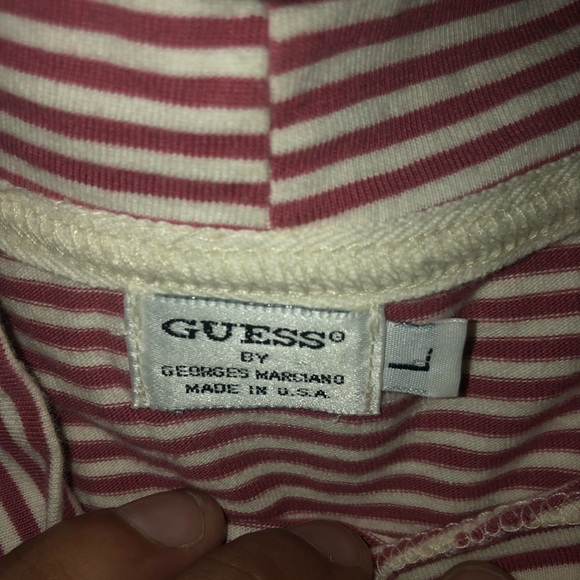 GUESS®
BY
GEORGES MARCIANO
MADE IN U.S.A
L